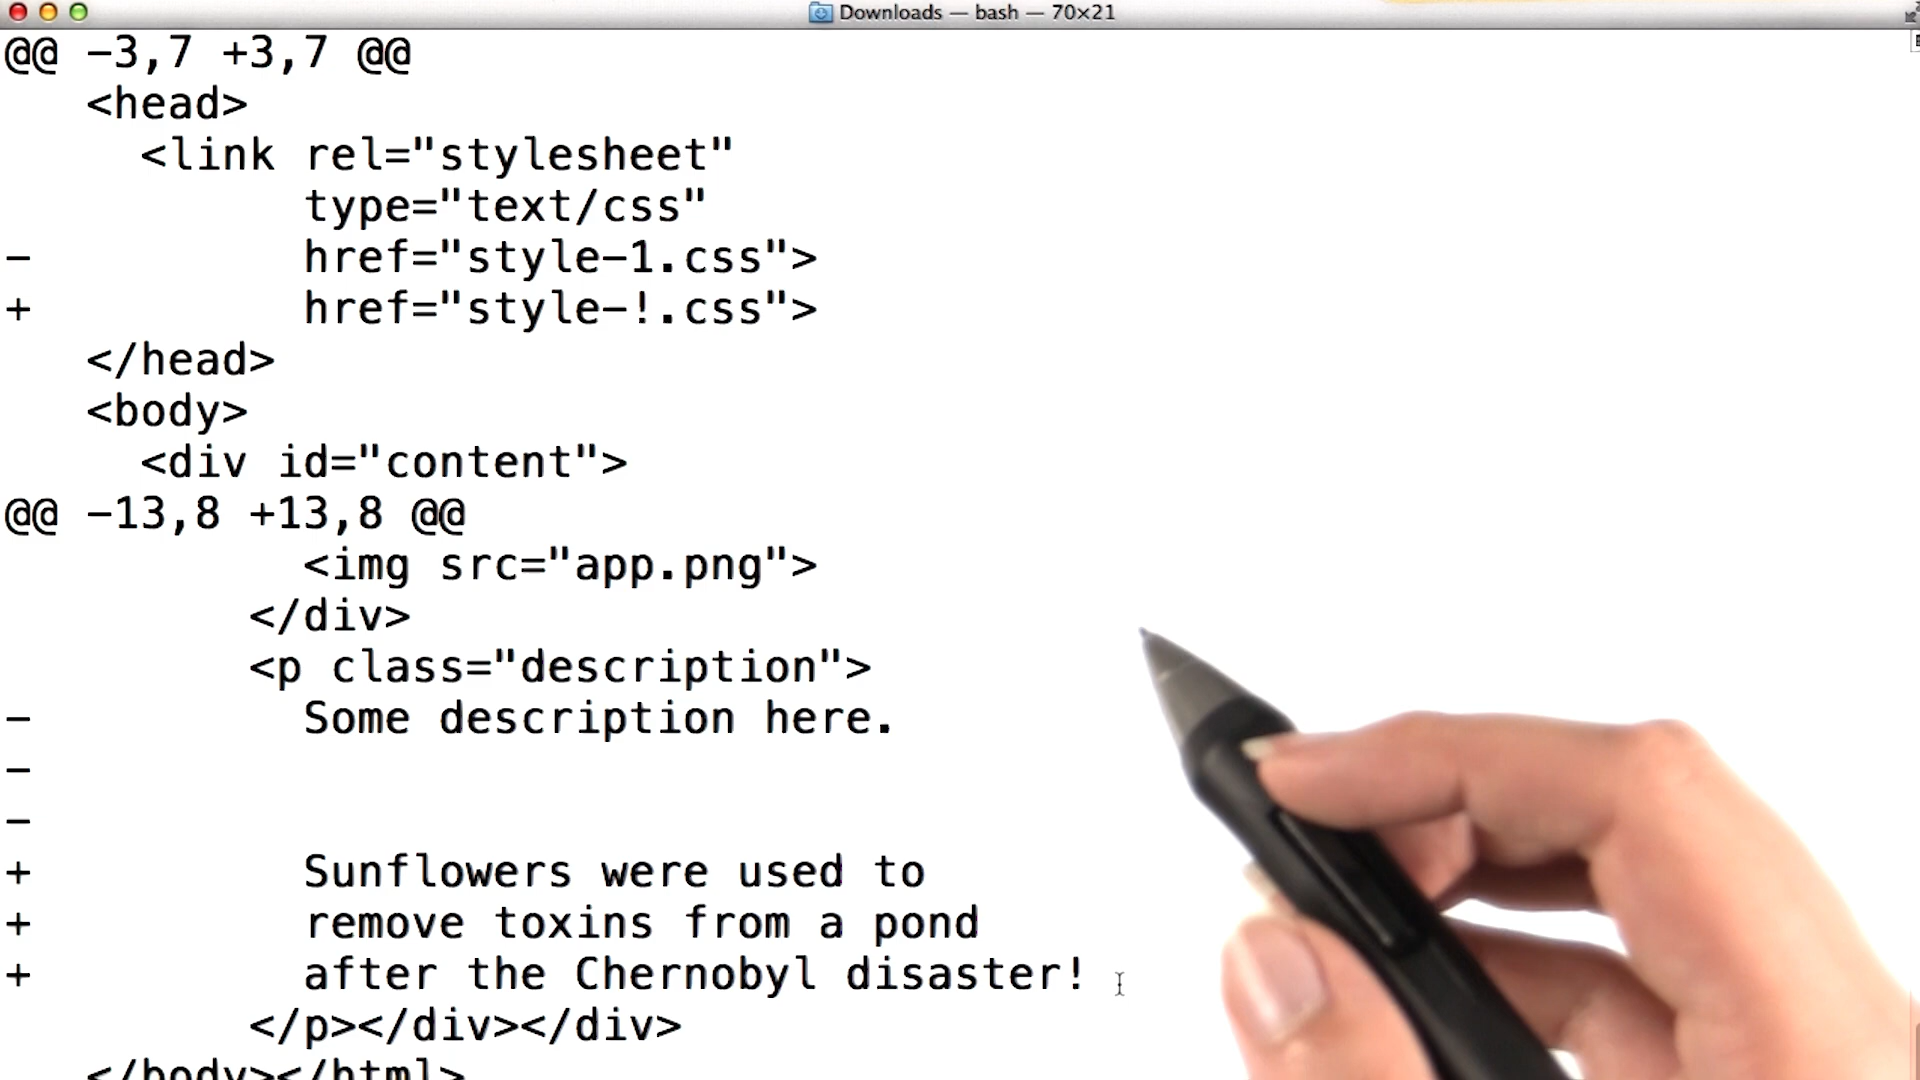 Downloads — bash — 70×21
@@ -3,7 +3,7 @@
<head>
<link rel="stylesheet"
type="text/css"
- href="style-1.css">
+ href="style-!.css">
</head>
<body>
<div id="content">
@@ -13,8 +13,8 @@
<img src="app.png">
</div>
<p class="description">
- Some description here.
-
-
+ Sunflowers were used to
+ remove toxins from a pond
+ after the Chernobyl disaster!
</p></div></div>
</body></html>